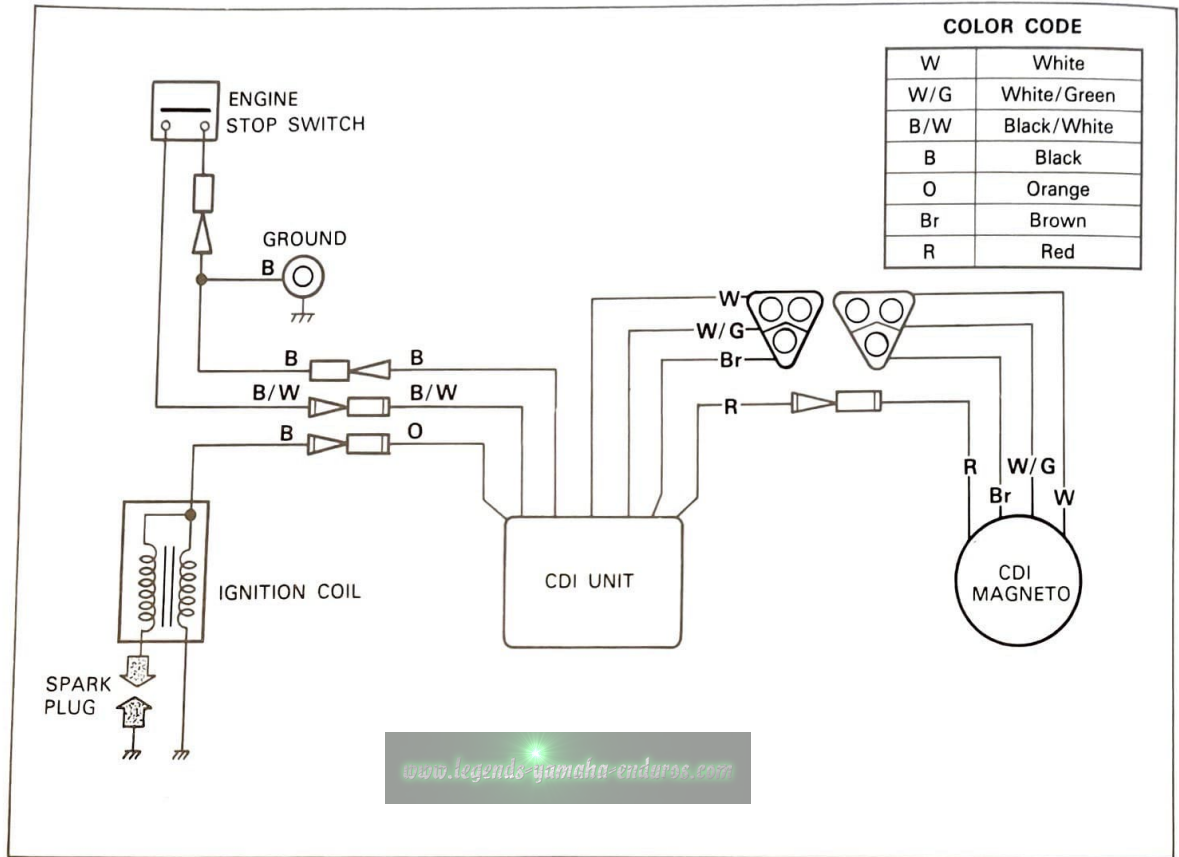 COLOR CODE
W White
W/G White/Green
B/W Black/White
B Black
O Orange
Br Brown
R Red
ENGINE
STOP SWITCH
GROUND
B
B B
B/W B/W
B O
W
W/G
Br
R
R
Br
W/G
W
IGNITION COIL
CDI UNIT
CDI
MAGNETO
SPARK
PLUG
www.legends-yamaha-enduros.com